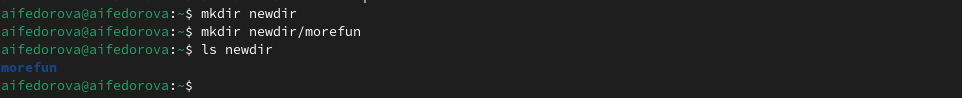 aifedorova@aifedorova:~$ mkdir newdir
aifedorova@aifedorova:~$ mkdir newdir/morefun
aifedorova@aifedorova:~$ ls newdir
morefun
aifedorova@aifedorova:~$